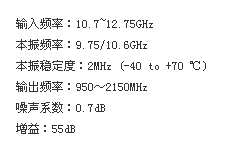 输入频率：10.7~12.75GHz
本振频率：9.75/10.6GHz
本振稳定度：2MHz (-40 to +70 ℃)
输出频率：950～2150MHz
噪声系数：0.7dB
增益：55dB